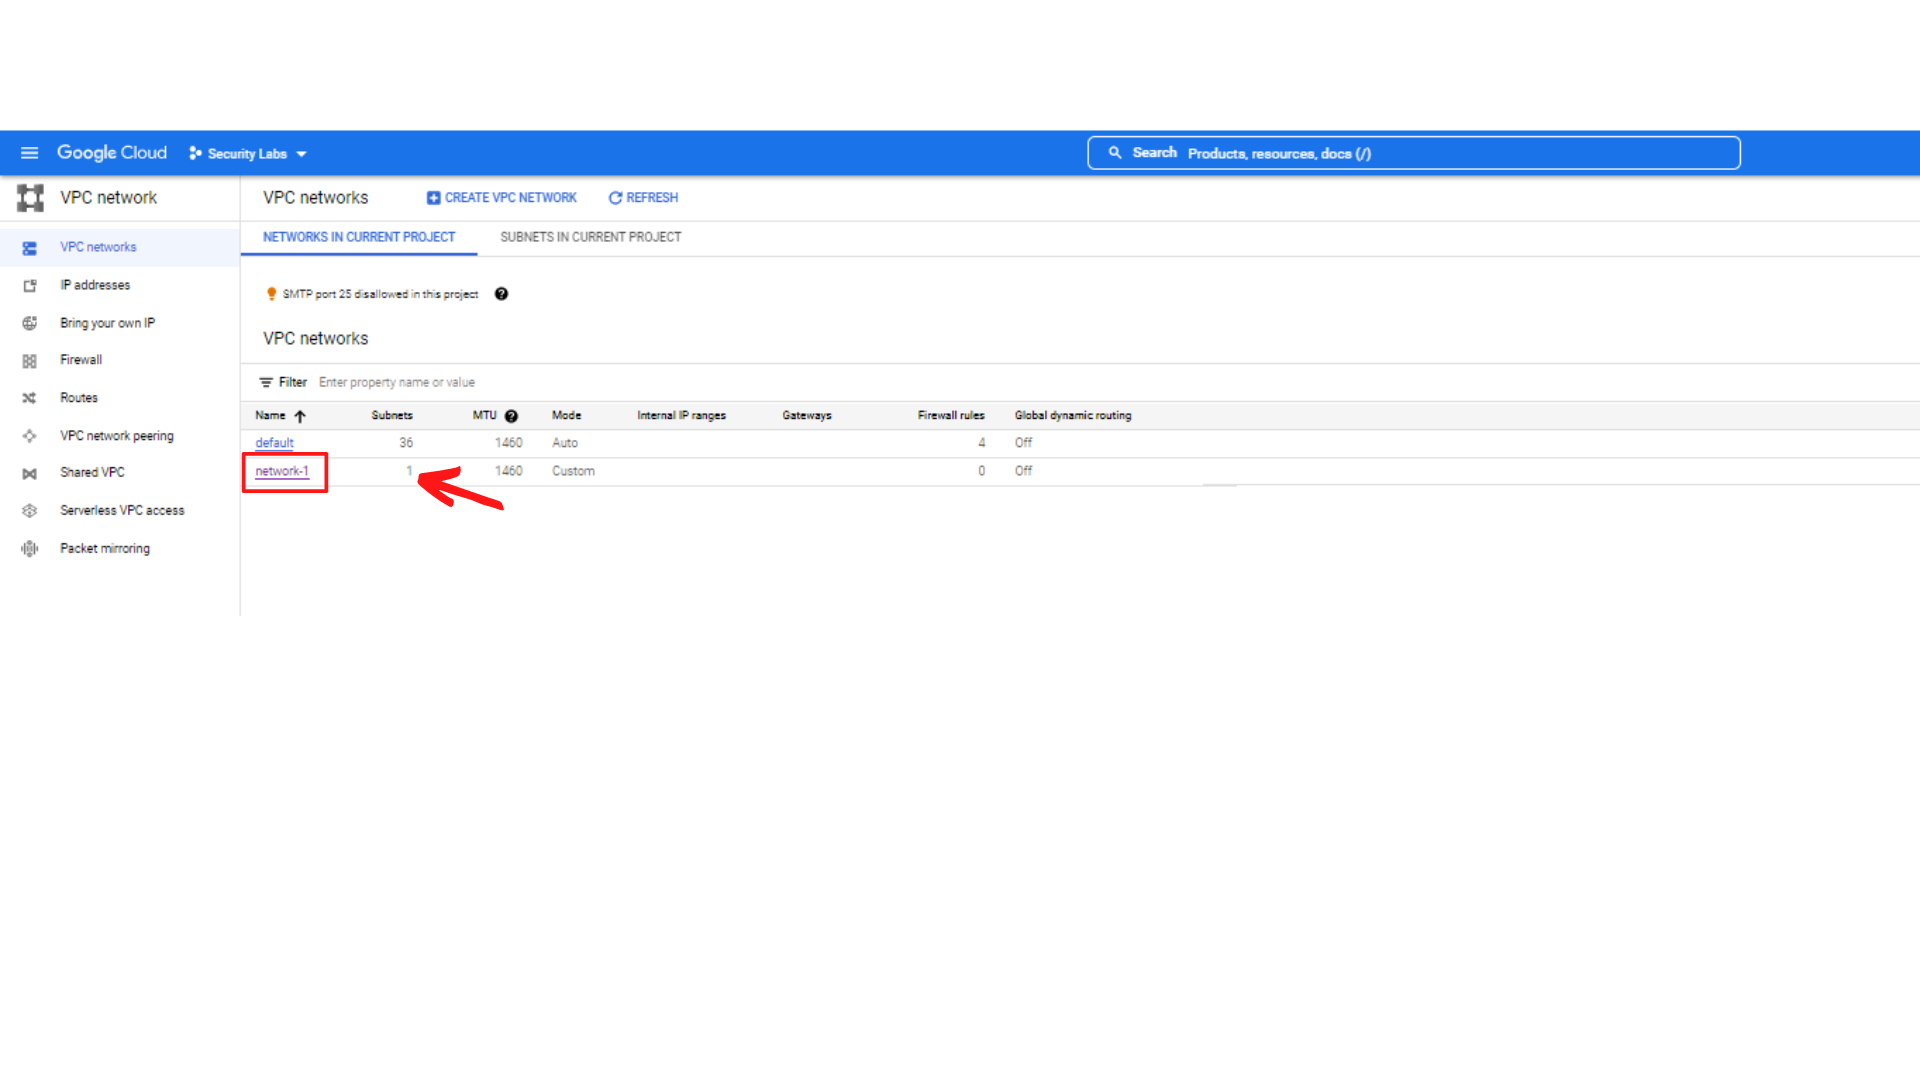 Google Cloud Security Labs Search Products, resources, docs (/)
VPC network
VPC networks
IP addresses
Bring your own IP
Firewall
Routes
VPC network peering
Shared VPC
Serverless VPC access
Packet mirroring
VPC networks CREATE VPC NETWORK REFRESH
NETWORKS IN CURRENT PROJECT SUBNETS IN CURRENT PROJECT
SMTP port 25 disallowed in this project
VPC networks
Filter Enter property name or value
Name Subnets MTU Mode Internal IP ranges Gateways Firewall rules Global dynamic routing
default 36 1460 Auto 4 Off
network-1 1 1460 Custom 0 Off